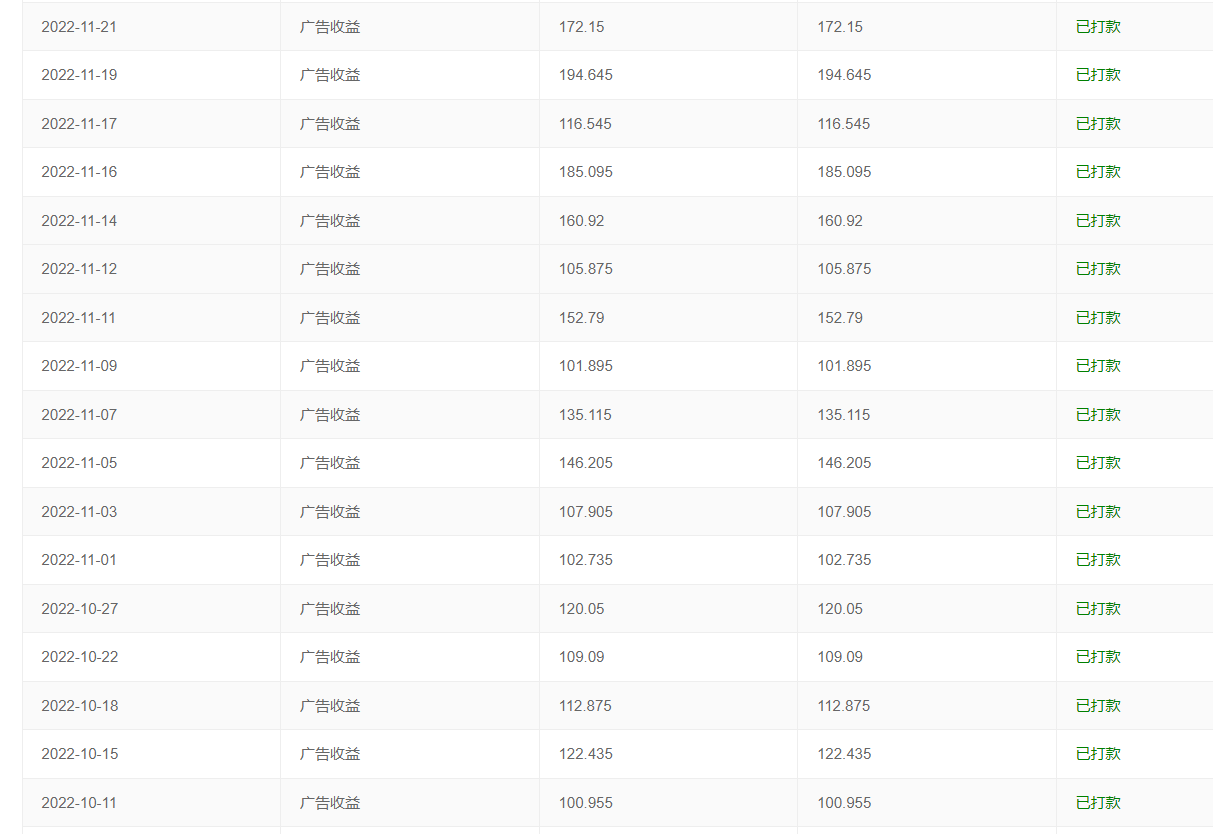 2022-11-21 广告收益 172.15 172.15 已打款
2022-11-19 广告收益 194.645 194.645 已打款
2022-11-17 广告收益 116.545 116.545 已打款
2022-11-16 广告收益 185.095 185.095 已打款
2022-11-14 广告收益 160.92 160.92 已打款
2022-11-12 广告收益 105.875 105.875 已打款
2022-11-11 广告收益 152.79 152.79 已打款
2022-11-09 广告收益 101.895 101.895 已打款
2022-11-07 广告收益 135.115 135.115 已打款
2022-11-05 广告收益 146.205 146.205 已打款
2022-11-03 广告收益 107.905 107.905 已打款
2022-11-01 广告收益 102.735 102.735 已打款
2022-10-27 广告收益 120.05 120.05 已打款
2022-10-22 广告收益 109.09 109.09 已打款
2022-10-18 广告收益 112.875 112.875 已打款
2022-10-15 广告收益 122.435 122.435 已打款
2022-10-11 广告收益 100.955 100.955 已打款